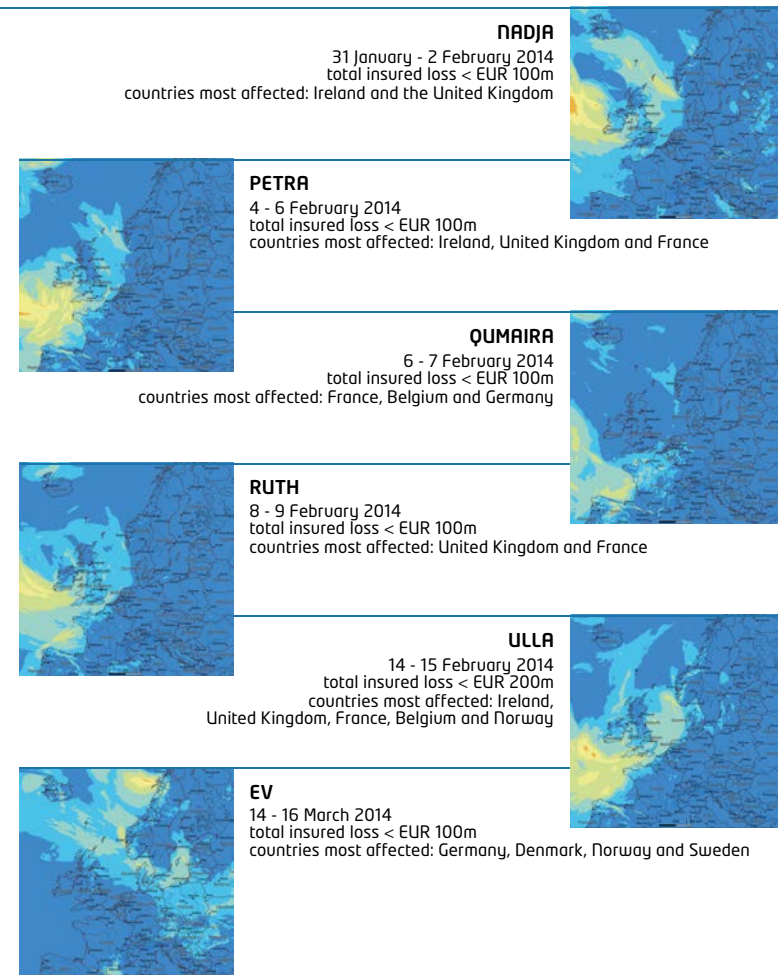 NADJA
31 January - 2 February 2014
total insured loss < EUR 100m
countries most affected: Ireland and the United Kingdom
PETRA
4 - 6 February 2014
total insured loss < EUR 100m
countries most affected: Ireland, United Kingdom and France
QUMAIRA
6 - 7 February 2014
total insured loss < EUR 100m
countries most affected: France, Belgium and Germany
RUTH
8 - 9 February 2014
total insured loss < EUR 100m
countries most affected: United Kingdom and France
ULLA
14 - 15 February 2014
total insured loss < EUR 200m
countries most affected: Ireland,
United Kingdom, France, Belgium and Norway
EV
14 - 16 March 2014
total insured loss < EUR 100m
countries most affected: Germany, Denmark, Norway and Sweden